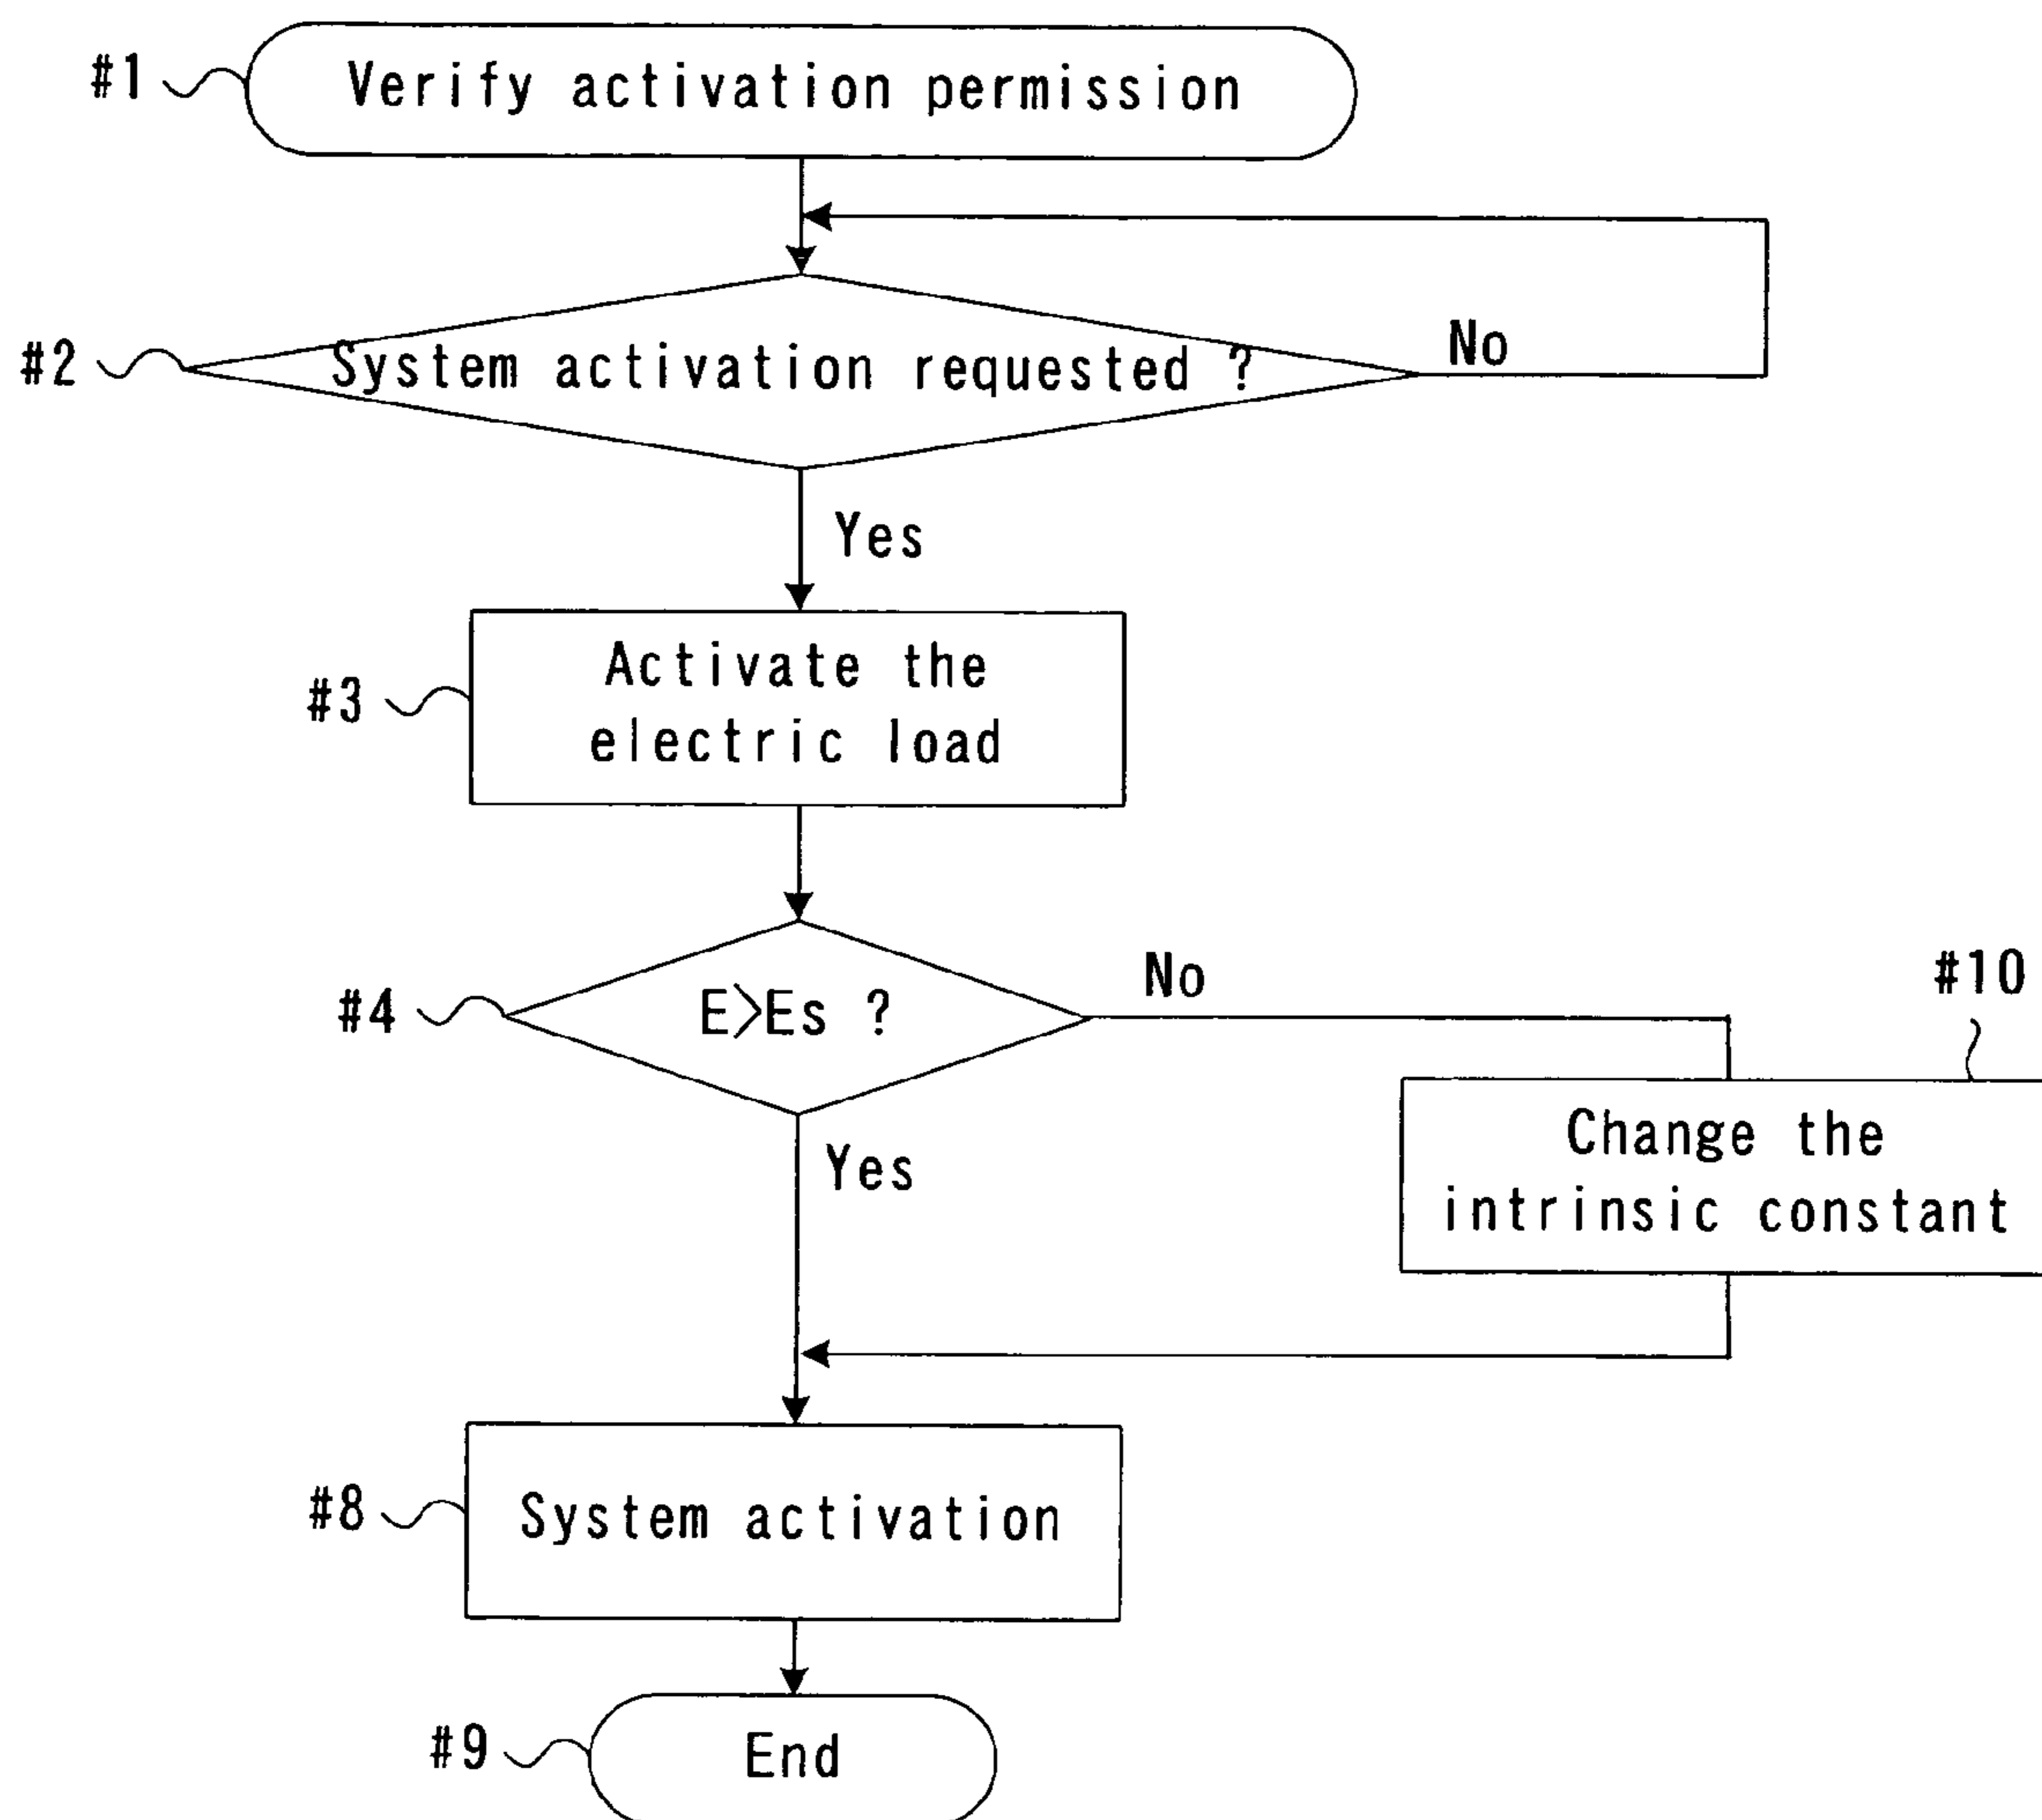 #1
Verify activation permission
#2
System activation requested ?
No
Yes
#3
Activate the
electric load
#4
E>Es ?
No
#10
Yes
Change the
intrinsic constant
#8
System activation
#9
End